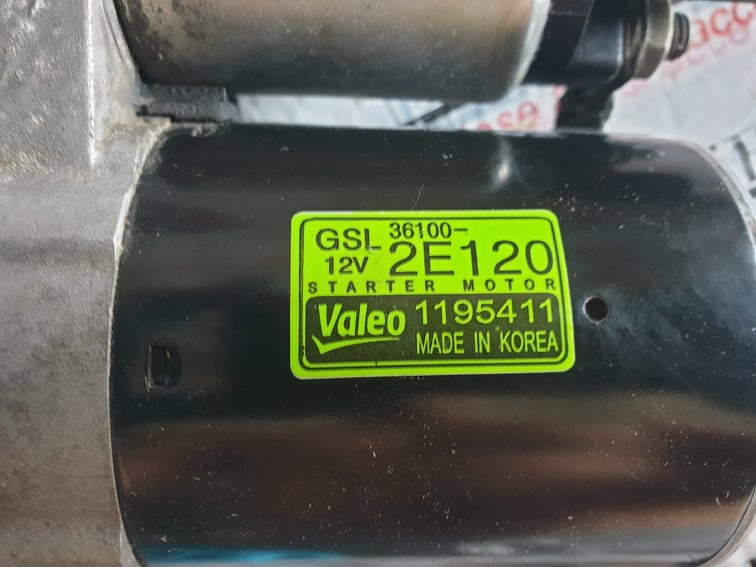 GSL 36100-
12V 2E120
STARTER MOTOR
Valeo 1195411
MADE IN KOREA